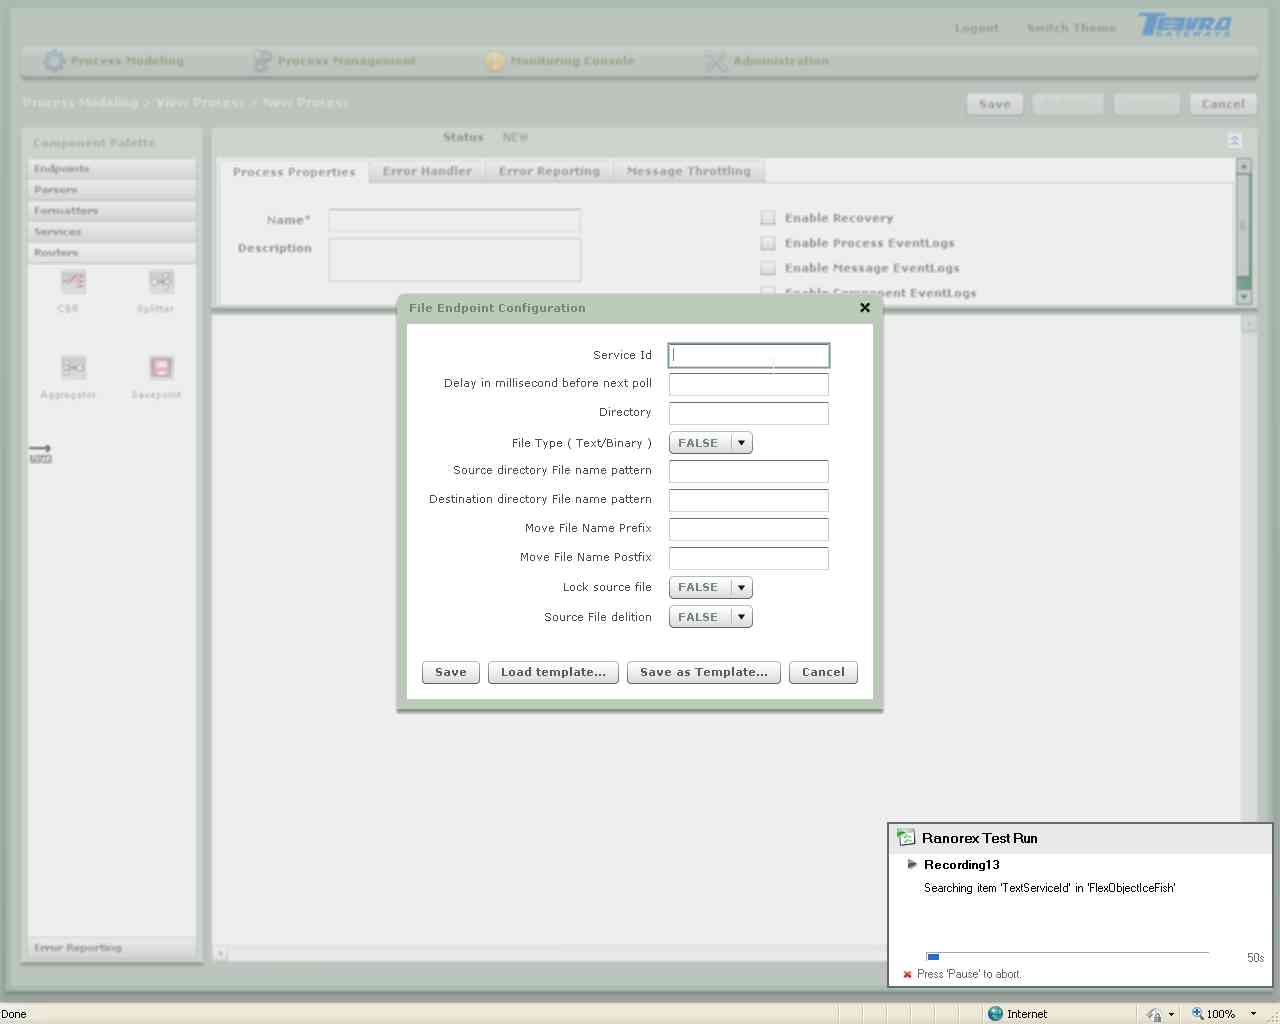 Logout
Switch Theme
TEEVRA
GATEWAYS
Process Modeling
Process Management
Monitoring Console
Administration
Process Modeling > View Process > New Process
Save
Cancel
Component Palette
Endpoints
Parsers
Formatters
Services
Routers
CBR
Splitter
Aggregator
Savepoint
Error Reporting
Status NEW
Process Properties
Error Handler
Error Reporting
Message Throttling
Name*
Description
Enable Recovery
Enable Process EventLogs
Enable Message EventLogs
Enable Component EventLogs
File Endpoint Configuration
Service Id
Delay in millisecond before next poll
Directory
File Type ( Text/Binary )
FALSE
Source directory File name pattern
Destination directory File name pattern
Move File Name Prefix
Move File Name Postfix
Lock source file
FALSE
Source File delition
FALSE
Save
Load template...
Save as Template...
Cancel
Ranorex Test Run
Recording13
Searching item 'TextServiceId' in 'FlexObjectIceFish'
50s
Press 'Pause' to abort.
Done
Internet
100%